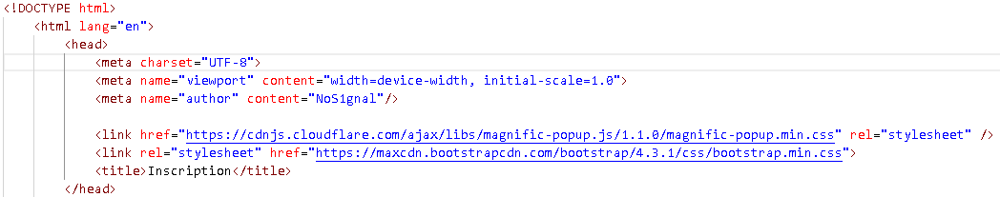 <!DOCTYPE html>
<html lang="en">
<head>
<meta charset="UTF-8">
<meta name="viewport" content="width=device-width, initial-scale=1.0">
<meta name="author" content="NoS1gnal"/>
<link href="https://cdnjs.cloudflare.com/ajax/libs/magnific-popup.js/1.1.0/magnific-popup.min.css" rel="stylesheet" />
<link rel="stylesheet" href="https://maxcdn.bootstrapcdn.com/bootstrap/4.3.1/css/bootstrap.min.css">
<title>Inscription</title>
</head>